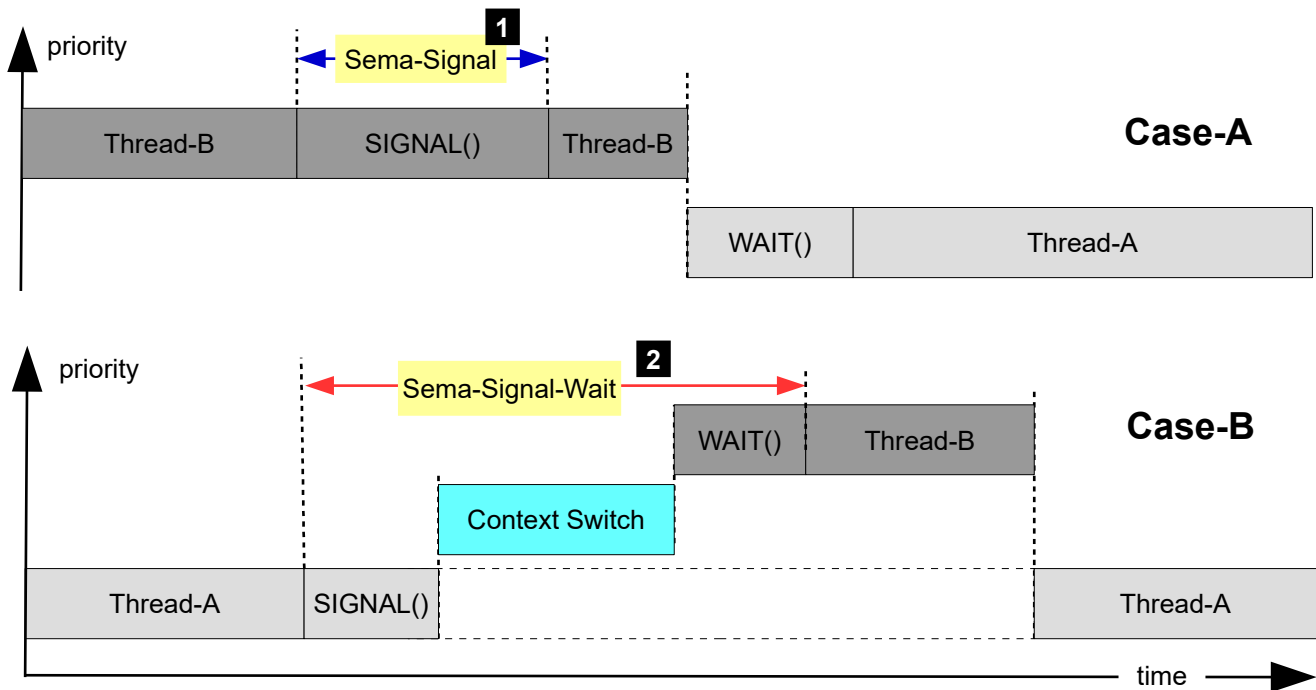 1
priority
Sema-Signal
Thread-B
SIGNAL()
Thread-B
Case-A
WAIT()
Thread-A
priority
2
Sema-Signal-Wait
WAIT()
Thread-B
Case-B
Context Switch
Thread-A
SIGNAL()
Thread-A
time